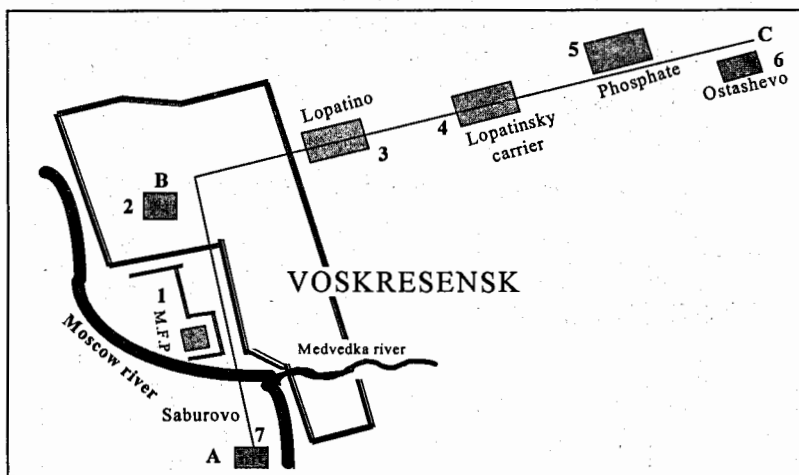 5
C
6
Phosphate
Ostashevo
Lopatino
4
Lopatinsky
carrier
3
B
2
VOSKRESENSK
1
M.F.P.
Moscow river
Medvedka river
Saburovo
7
A